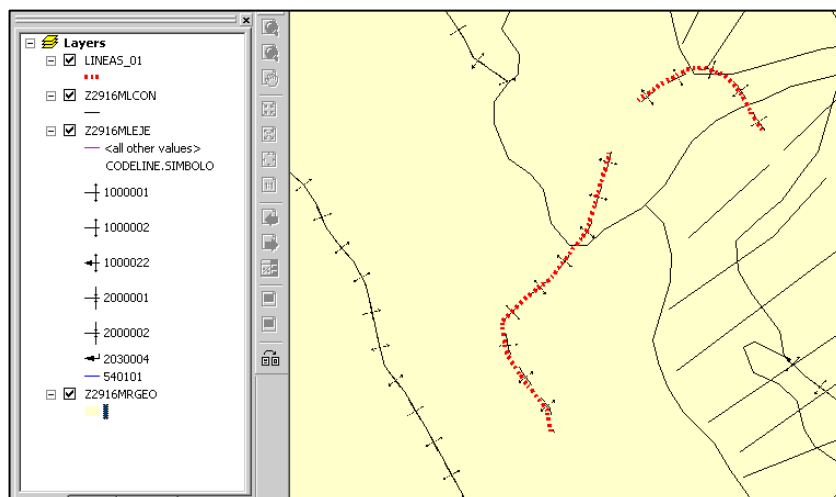 Layers
LINEAS_01
Z2916MLCON
Z2916MLEJE
<all other values>
CODELINE.SIMBOLO
1000001
1000002
1000022
2000001
2000002
2030004
540101
Z2916MRGEO